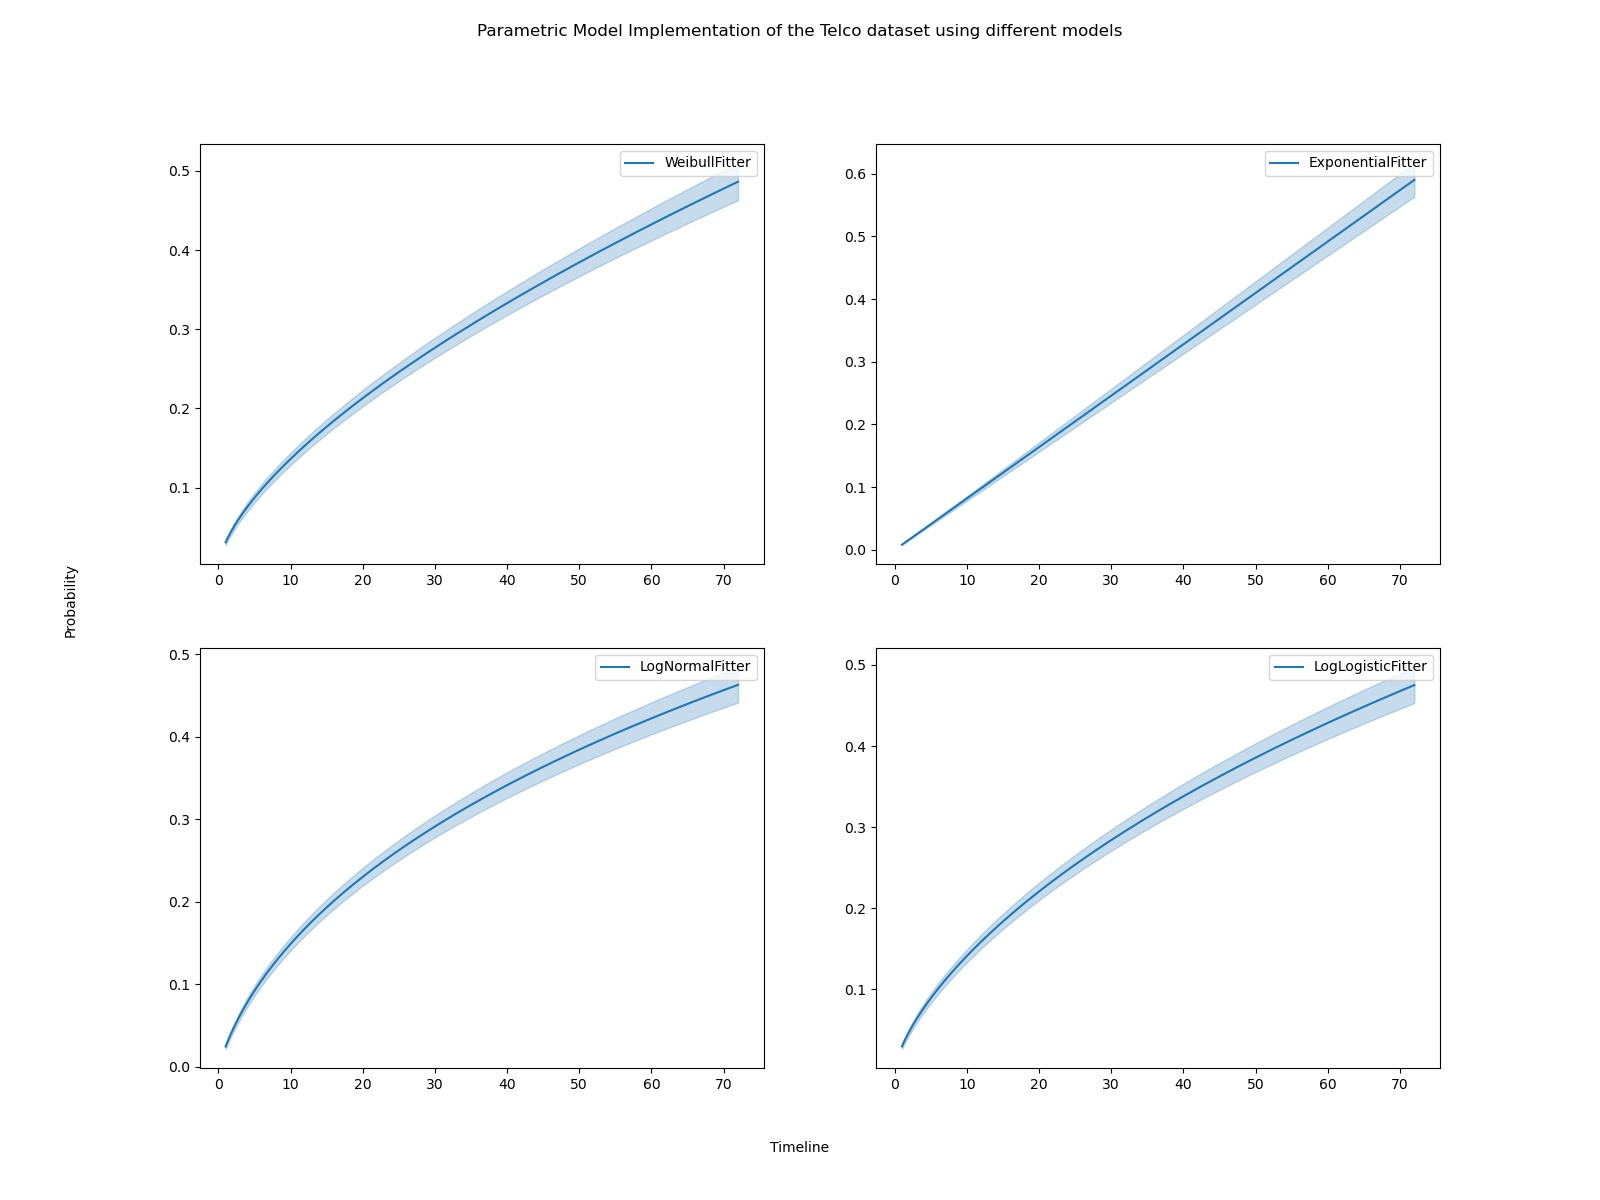 Parametric Model Implementation of the Telco dataset using different models
WeibullFitter
0.5
0.4
0.3
0.2
0.1
0 10 20 30 40 50 60 70
ExponentialFitter
0.6
0.5
0.4
0.3
0.2
0.1
0.0
0 10 20 30 40 50 60 70
Probability
LogNormalFitter
0.5
0.4
0.3
0.2
0.1
0.0
0 10 20 30 40 50 60 70
LogLogisticFitter
0.5
0.4
0.3
0.2
0.1
0 10 20 30 40 50 60 70
Timeline